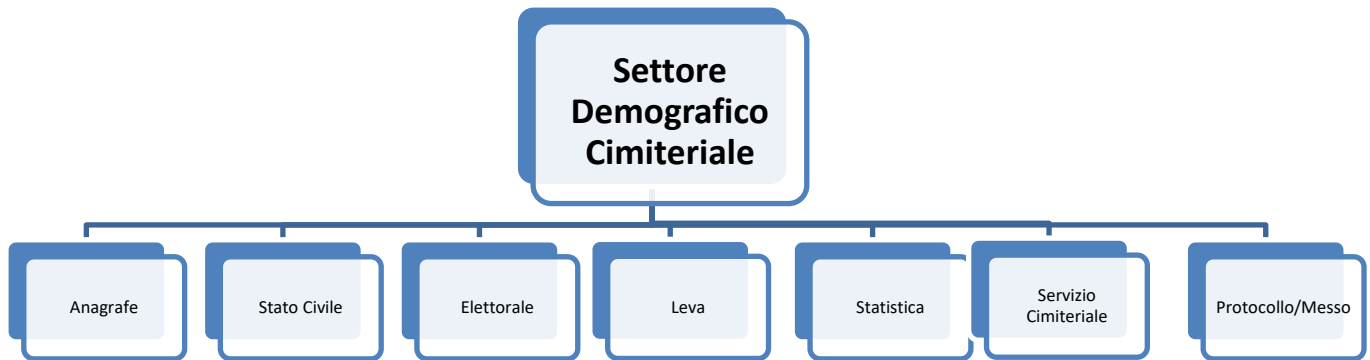 Settore
Demografico
Cimiteriale
Anagrafe
Stato Civile
Elettorale
Leva
Statistica
Servizio
Cimiteriale
Protocollo/Messo